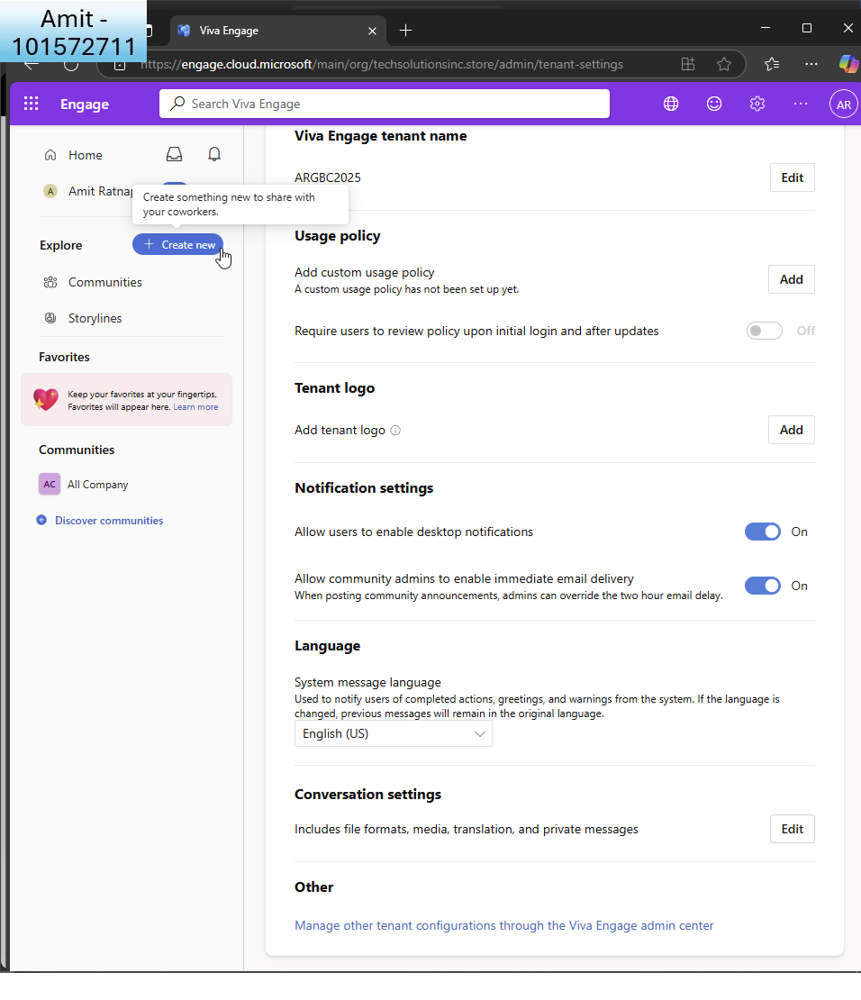 Amit -
101572711
Viva Engage
https://engage.cloud.microsoft/main/org/techsolutionsinc.store/admin/tenant-settings
Engage
Search Viva Engage
AR
Home
A
Amit Ratnap
Create something new to share with
your coworkers.
Explore
Create new
Communities
Storylines
Favorites
Keep your favorites at your fingertips.
Favorites will appear here. Learn more
Communities
AC All Company
Discover communities
Viva Engage tenant name
ARGBC2025
Edit
Usage policy
Add custom usage policy
A custom usage policy has not been set up yet.
Add
Require users to review policy upon initial login and after updates
Off
Tenant logo
Add tenant logo
Add
Notification settings
Allow users to enable desktop notifications
On
Allow community admins to enable immediate email delivery
When posting community announcements, admins can override the two hour email delay.
On
Language
System message language
Used to notify users of completed actions, greetings, and warnings from the system. If the language is
changed, previous messages will remain in the original language.
English (US)
Conversation settings
Includes file formats, media, translation, and private messages
Edit
Other
Manage other tenant configurations through the Viva Engage admin center